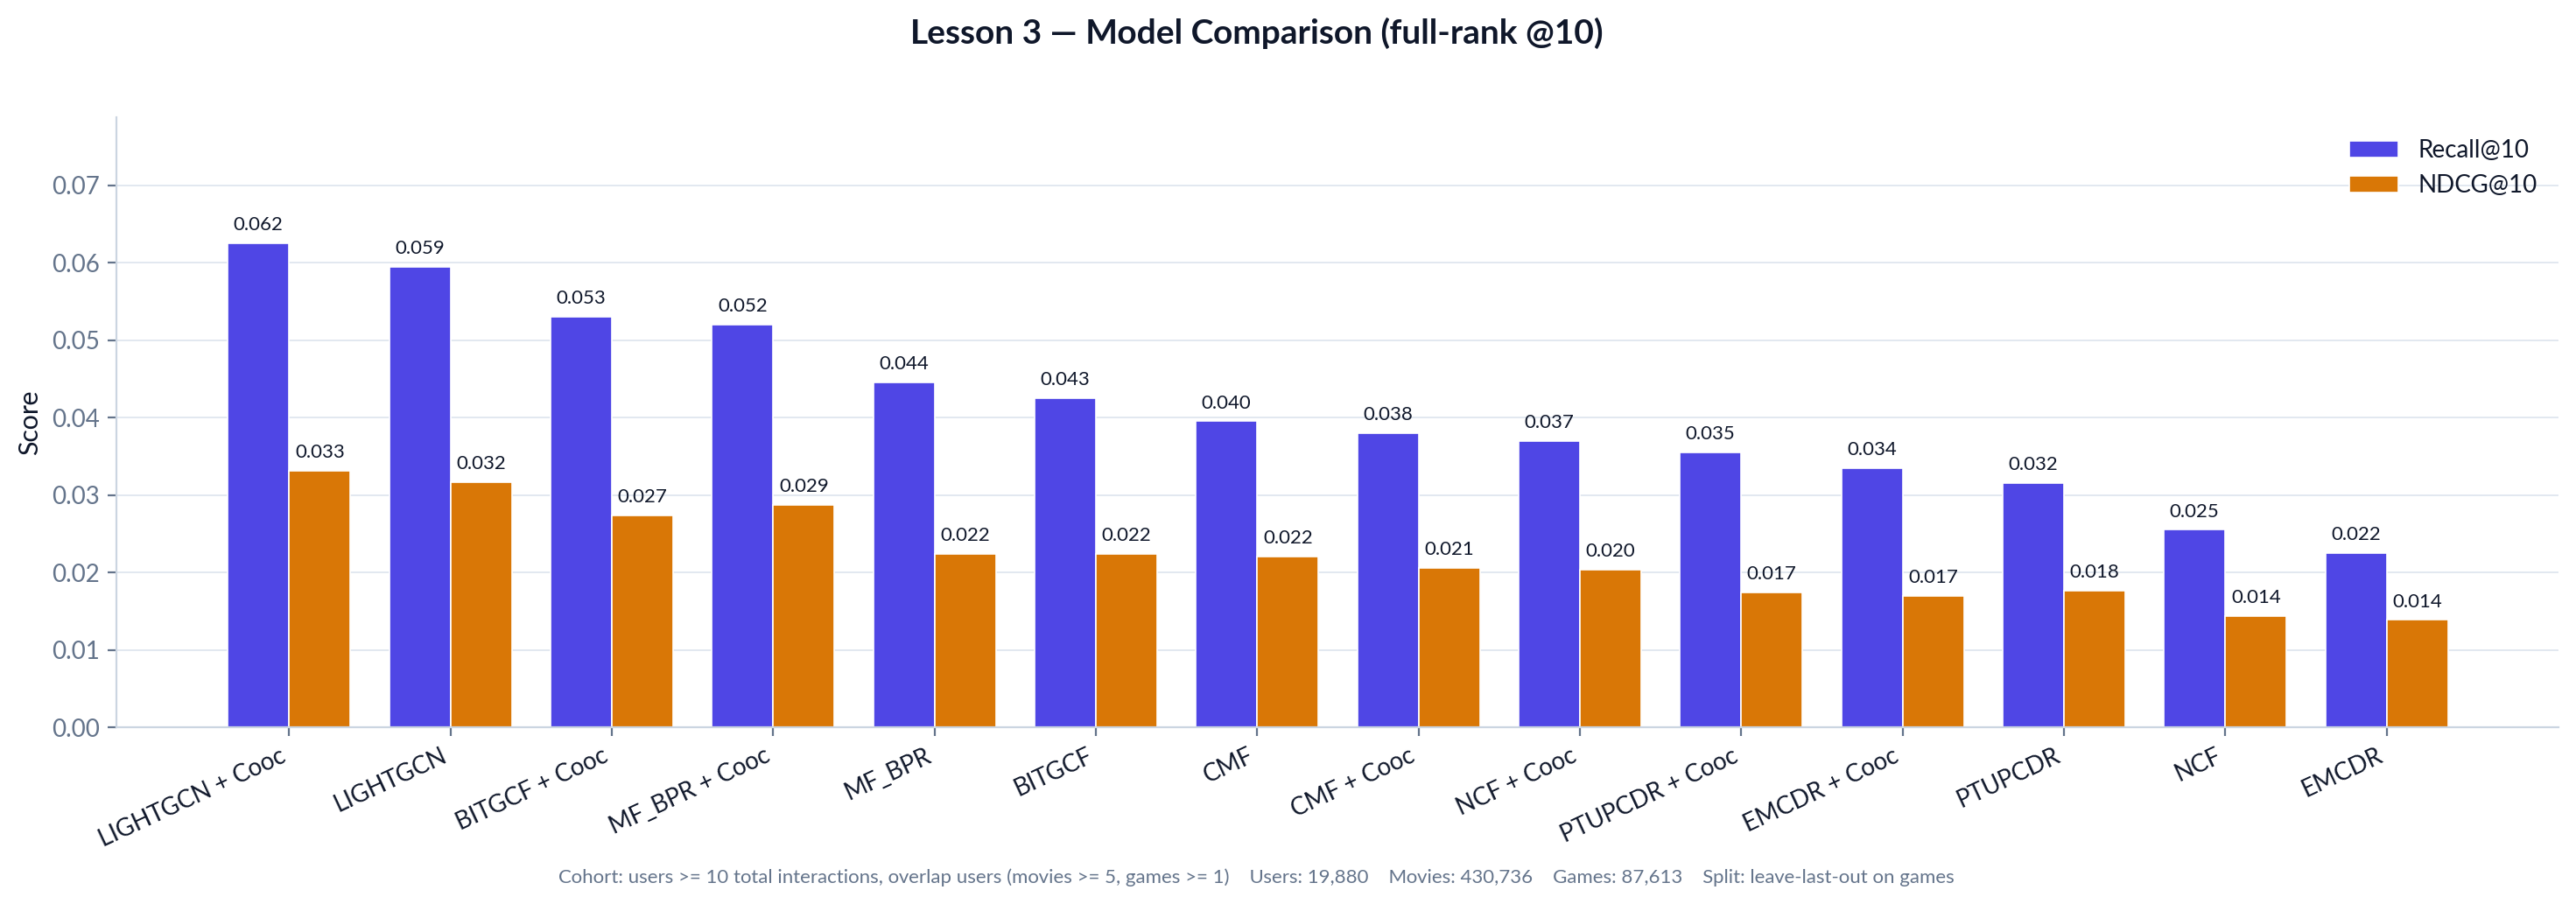 Lesson 3 — Model Comparison (full-rank @10)
Recall@10
NDCG@10
Score
0.07
0.06
0.05
0.04
0.03
0.02
0.01
0.00
0.062
0.033
0.059
0.032
0.053
0.027
0.052
0.029
0.044
0.022
0.043
0.022
0.040
0.022
0.038
0.021
0.037
0.020
0.035
0.017
0.034
0.017
0.032
0.018
0.025
0.014
0.022
0.014
LIGHTGCN + Cooc
LIGHTGCN
BITGCF + Cooc
MF_BPR + Cooc
MF_BPR
BITGCF
CMF
CMF + Cooc
NCF + Cooc
PTUPCDR + Cooc
EMCDR + Cooc
PTUPCDR
NCF
EMCDR
Cohort: users >= 10 total interactions, overlap users (movies >= 5, games >= 1) Users: 19,880 Movies: 430,736 Games: 87,613 Split: leave-last-out on games